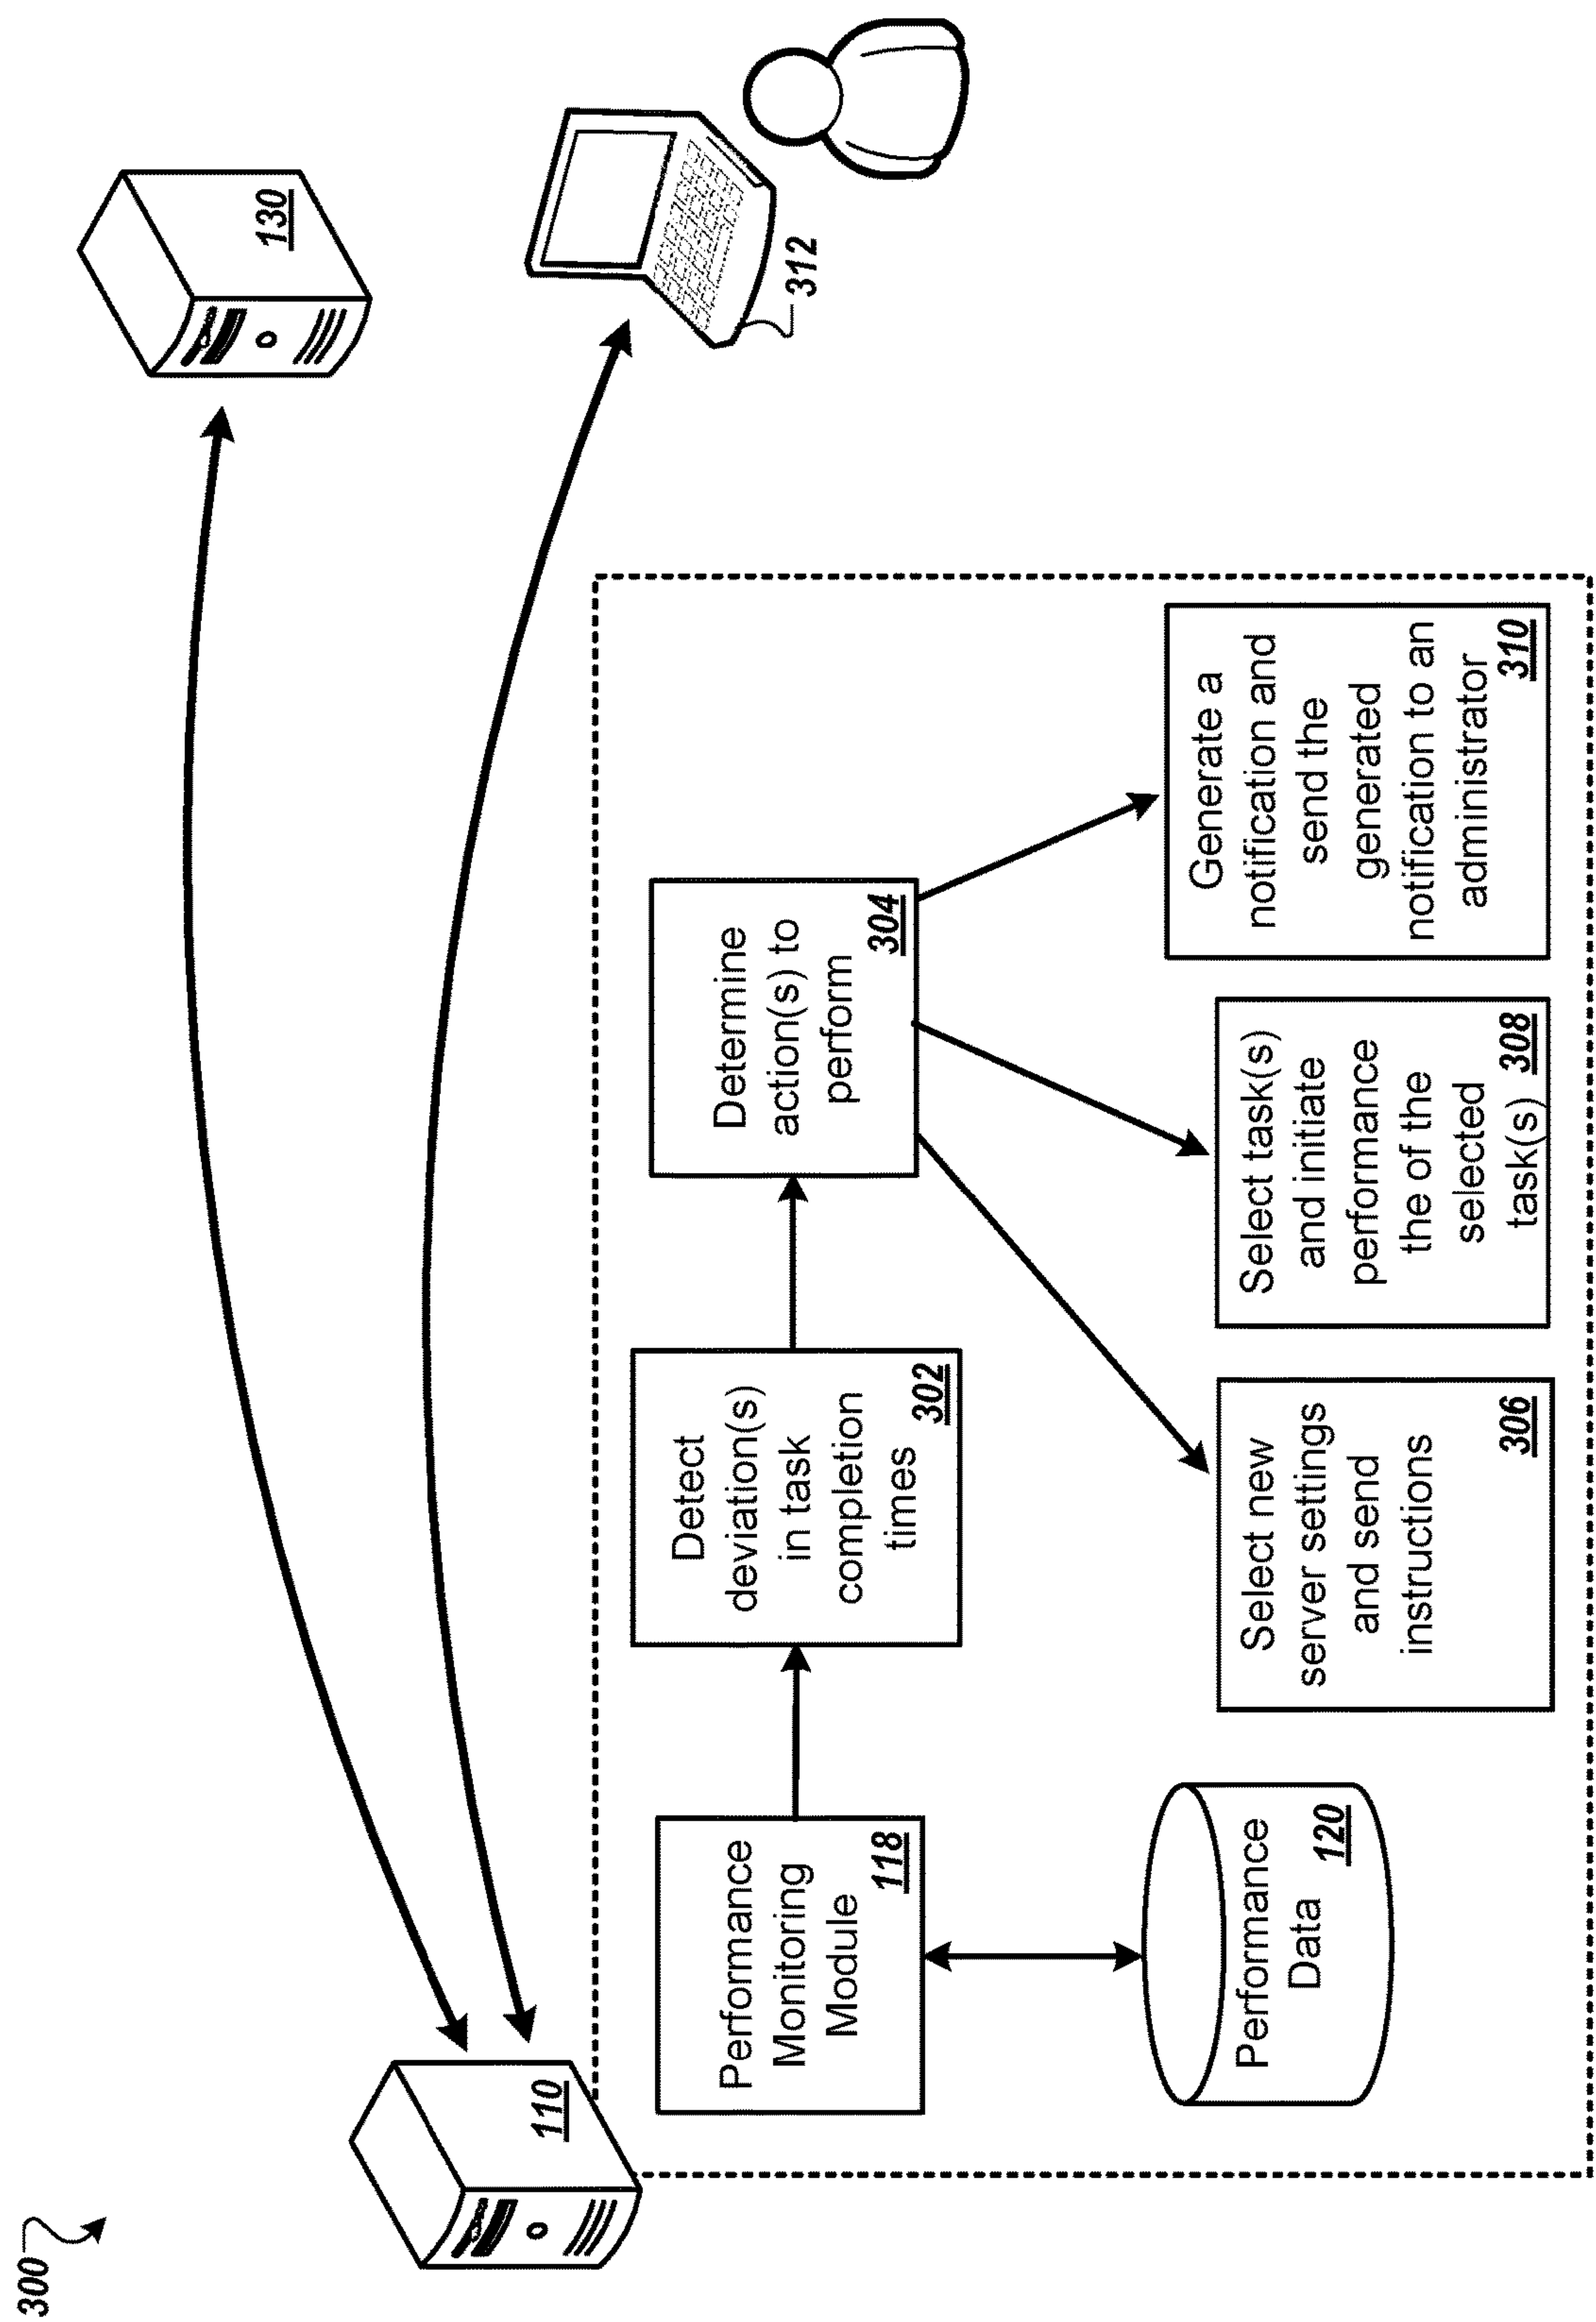 300
130
110
312
Performance
Monitoring
Module
118
Detect
deviation(s)
in task
completion
times
302
Determine
action(s) to
perform
304
Performance
Data
120
Select new
server settings
and send
instructions
306
Select task(s)
and initiate
performance
the of the
selected
task(s) 308
Generate a
notification and
send the
generated
notification to an
administrator
310